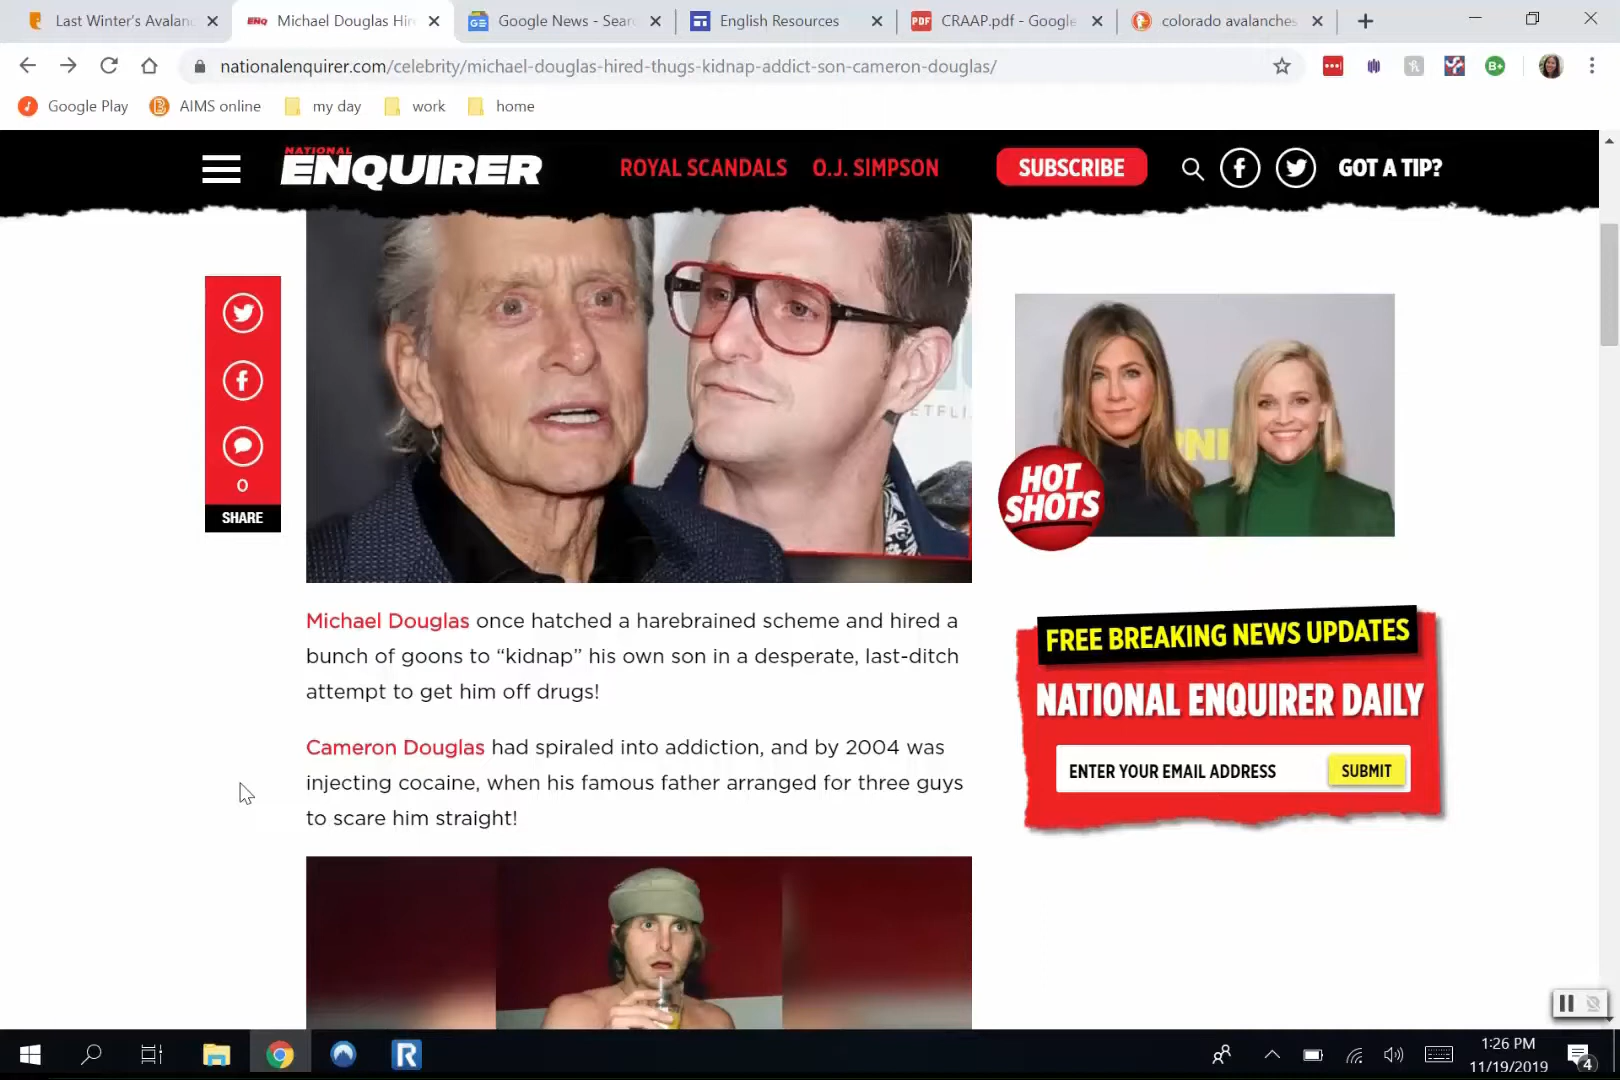 Last Winter's Avalanc
Michael Douglas Hir
Google News - Sear
English Resources
CRAAP.pdf - Google
colorado avalanches
nationalenquirer.com/celebrity/michael-douglas-hired-thugs-kidnap-addict-son-cameron-douglas/
Google Play
AIMS online
my day
work
home
NATIONAL
ENQUIRER
ROYAL SCANDALS
O.J. SIMPSON
SUBSCRIBE
GOT A TIP?
0
SHARE
ETFLI
HOT
SHOTS
Michael Douglas once hatched a harebrained scheme and hired a
bunch of goons to “kidnap” his own son in a desperate, last-ditch
attempt to get him off drugs!
Cameron Douglas had spiraled into addiction, and by 2004 was
injecting cocaine, when his famous father arranged for three guys
to scare him straight!
FREE BREAKING NEWS UPDATES
NATIONAL ENQUIRER DAILY
ENTER YOUR EMAIL ADDRESS
SUBMIT
1:26 PM
11/19/2019
4